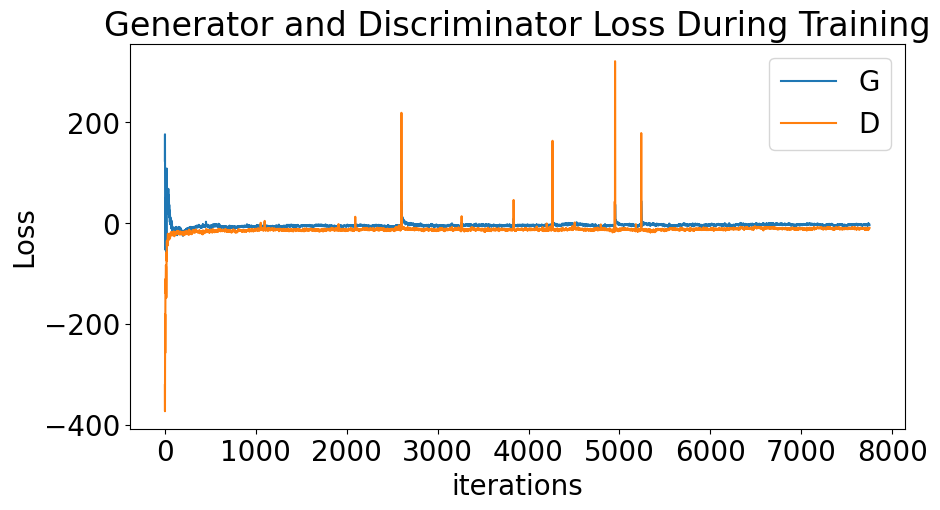 Generator and Discriminator Loss During Training
G
D
Loss
200
0
−200
−400
0 1000 2000 3000 4000 5000 6000 7000 8000
iterations